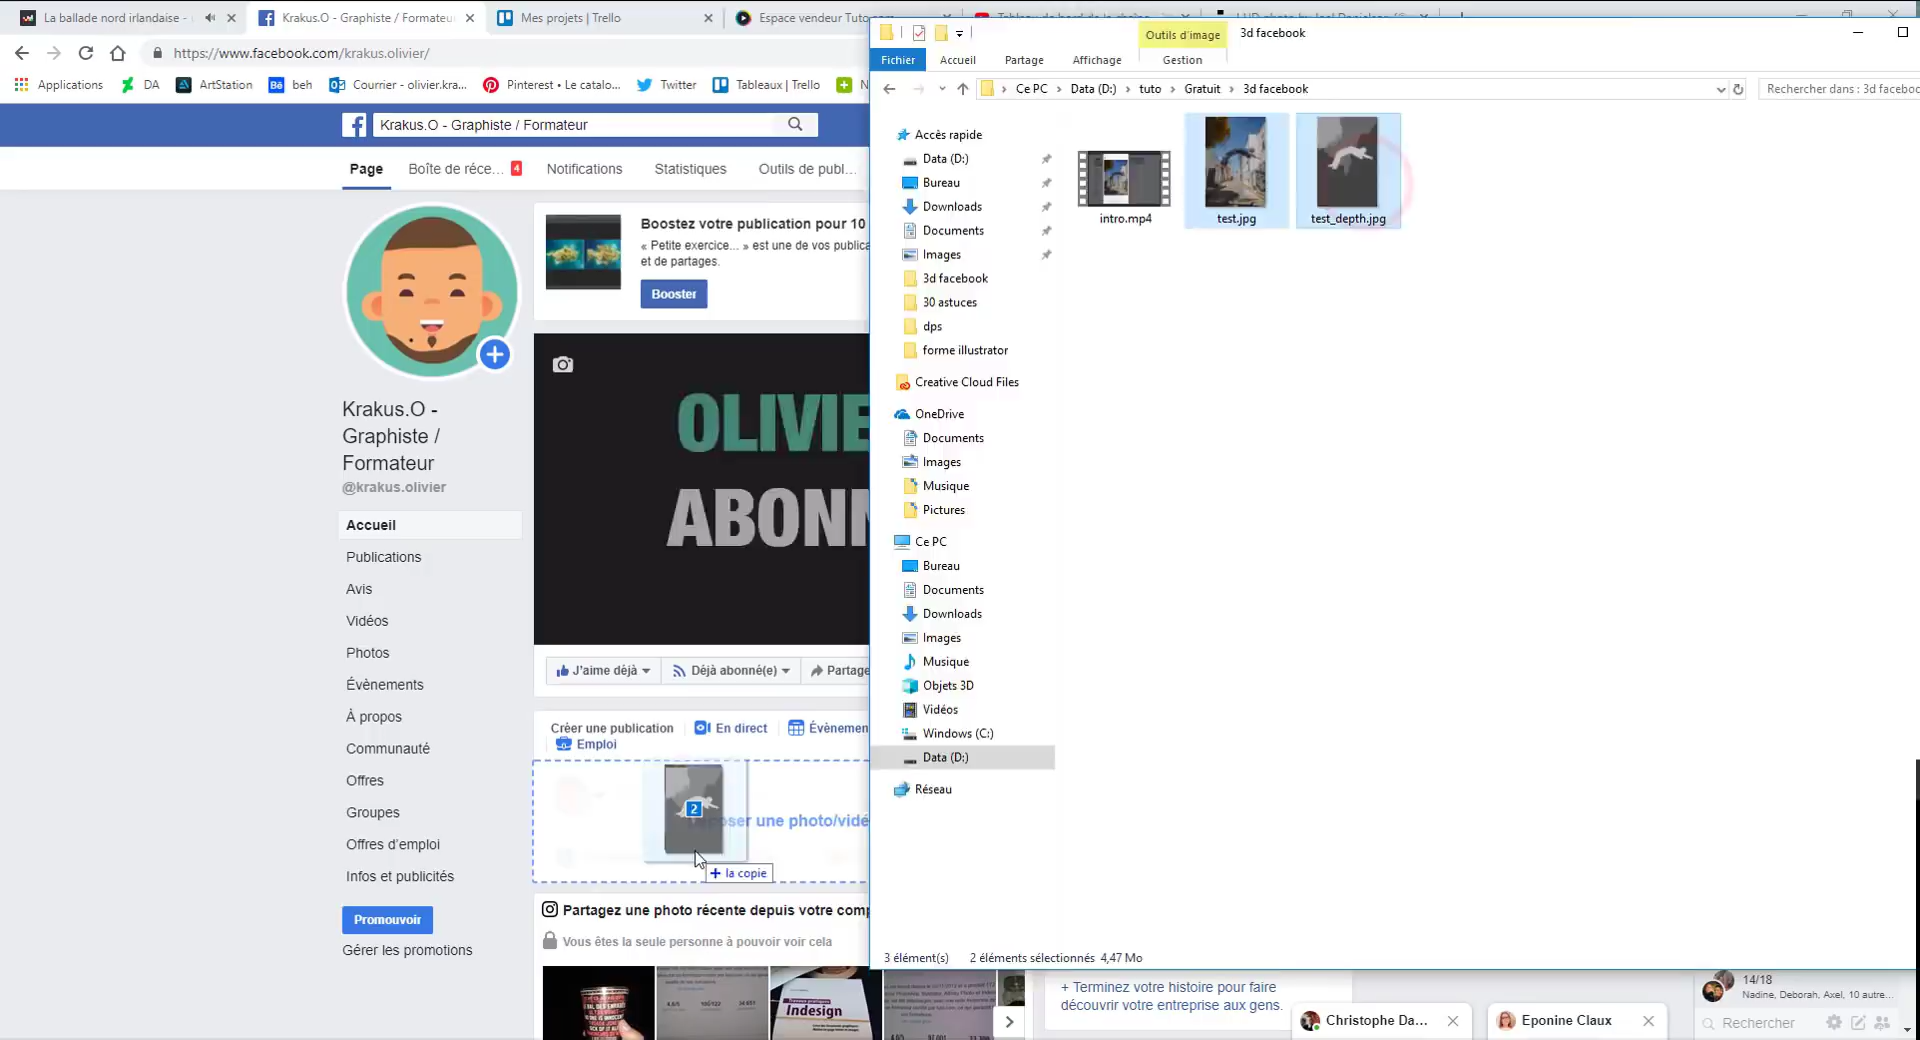 La ballade nord irlandaise -
Krakus.O - Graphiste / Formateur
Mes projets | Trello
Espace vendeur Tuto.com
https://www.facebook.com/krakus.olivier/
Applications
DA
ArtStation
beh
Courrier - olivier.kra...
Pinterest • Le catalo...
Twitter
Tableaux | Trello
N
Krakus.O - Graphiste / Formateur
Page
Boîte de réce...
4
Notifications
Statistiques
Outils de publ...
Boostez votre publication pour 10
« Petite exercice... » est une de vos publica
et de partages.
Booster
Krakus.O -
Graphiste /
Formateur
@krakus.olivier
Accueil
Publications
Avis
Vidéos
Photos
Évènements
À propos
Communauté
Offres
Groupes
Offres d'emploi
Infos et publicités
Promouvoir
Gérer les promotions
OLIVIE
ABONN
J'aime déjà
Déjà abonné(e)
Partage
Créer une publication
En direct
Évènemen
Emploi
2
oser une photo/vidé
+ la copie
Partagez une photo récente depuis votre comp
Vous êtes la seule personne à pouvoir voir cela
Indesign
Outils d'image
3d facebook
Fichier
Accueil
Partage
Affichage
Gestion
Ce PC
Data (D:)
tuto
Gratuit
3d facebook
Rechercher dans : 3d faceboo
Accès rapide
Data (D:)
Bureau
Downloads
Documents
Images
3d facebook
30 astuces
dps
forme illustrator
Creative Cloud Files
OneDrive
Documents
Images
Musique
Pictures
Ce PC
Bureau
Documents
Downloads
Images
Musique
Objets 3D
Vidéos
Windows (C:)
Data (D:)
Réseau
intro.mp4
test.jpg
test_depth.jpg
3 élément(s)
2 éléments sélectionnés 4,47 Mo
+ Terminez votre histoire pour faire
découvrir votre entreprise aux gens.
Christophe Da...
Eponine Claux
14/18
Nadine, Deborah, Axel, 10 autre...
Rechercher